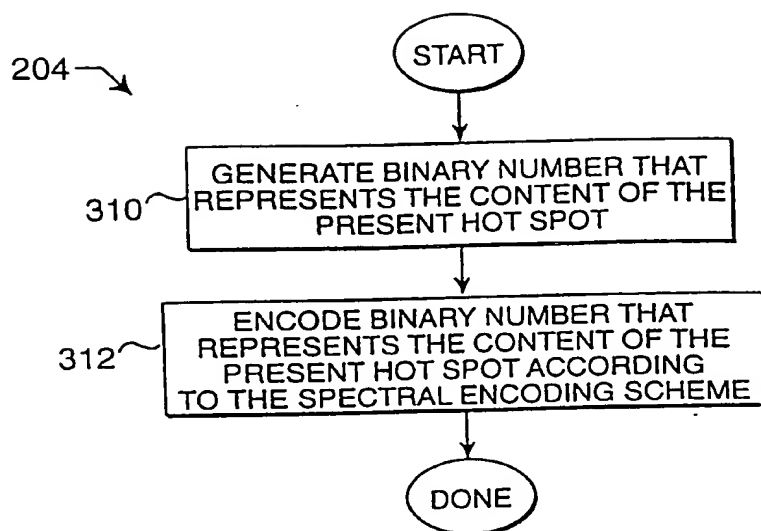 START
204
GENERATE BINARY NUMBER THAT
REPRESENTS THE CONTENT OF THE
PRESENT HOT SPOT
310
ENCODE BINARY NUMBER THAT
REPRESENTS THE CONTENT OF THE
PRESENT HOT SPOT ACCORDING
TO THE SPECTRAL ENCODING SCHEME
312
DONE